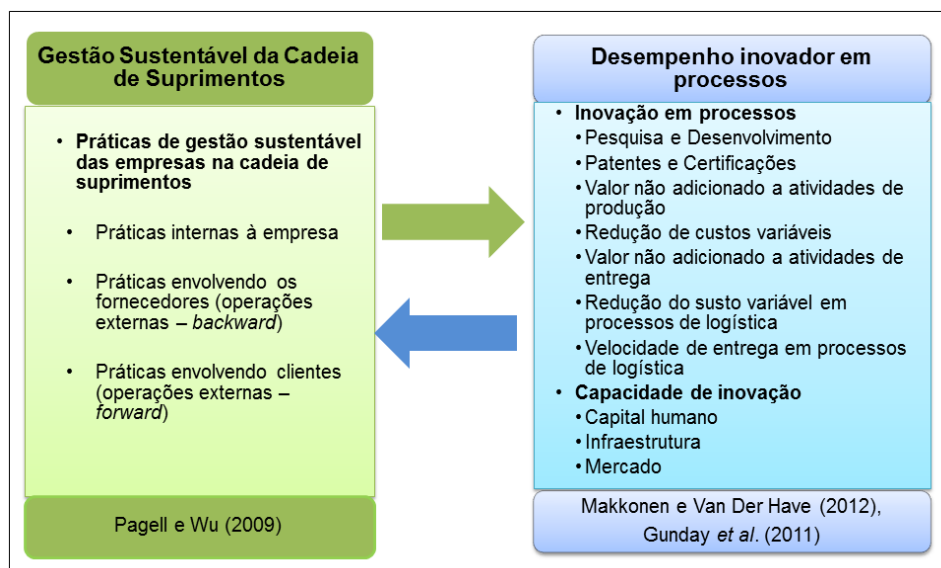 Gestão Sustentável da Cadeia
de Suprimentos
• Práticas de gestão sustentável
das empresas na cadeia de
suprimentos
• Práticas internas à empresa
• Práticas envolvendo os
fornecedores (operações
externas – backward)
• Práticas envolvendo clientes
(operações externas –
forward)
Pagell e Wu (2009)
Desempenho inovador em
processos
• Inovação em processos
• Pesquisa e Desenvolvimento
• Patentes e Certificações
• Valor não adicionado a atividades de
produção
• Redução de custos variáveis
• Valor não adicionado a atividades de
entrega
• Redução do susto variável em
processos de logística
• Velocidade de entrega em processos
de logística
• Capacidade de inovação
• Capital humano
• Infraestrutura
• Mercado
Makkonen e Van Der Have (2012),
Gunday et al. (2011)